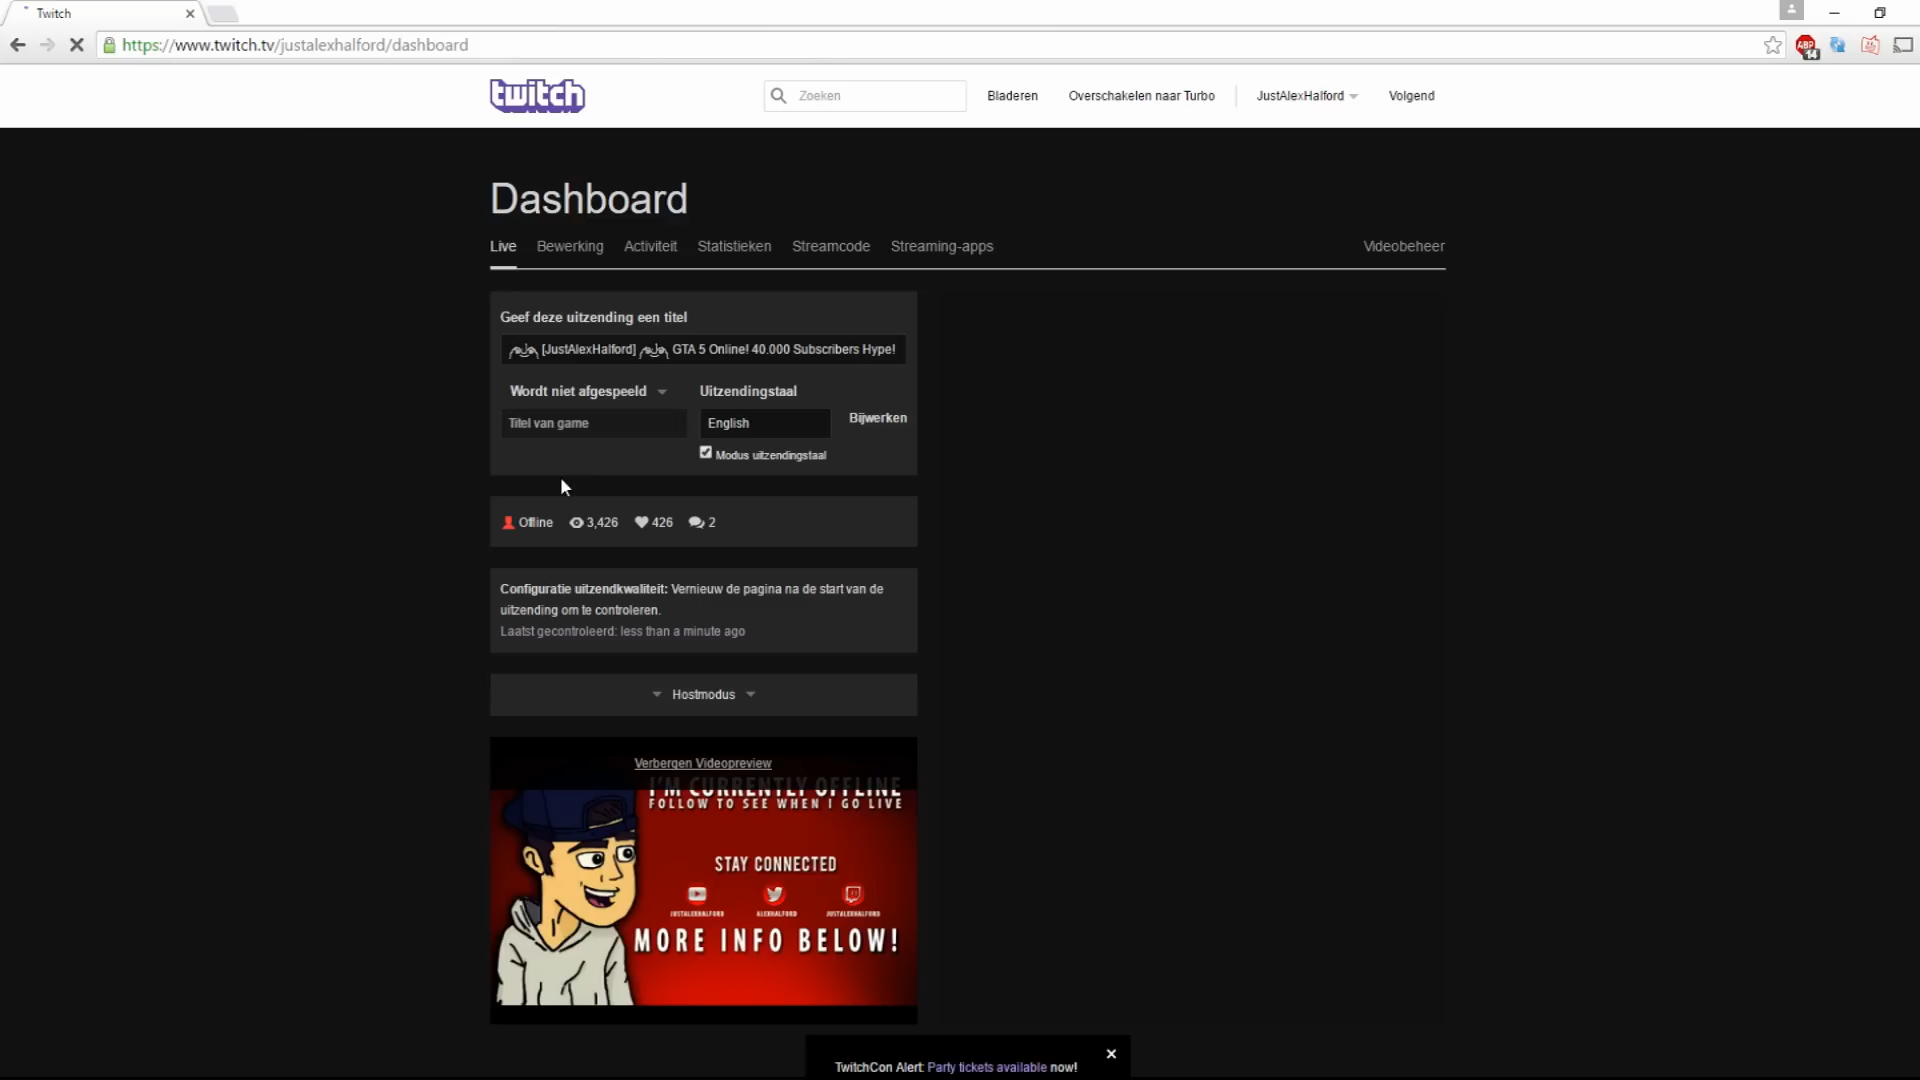 Twitch
https://www.twitch.tv/justalexhalford/dashboard
ABP
14
twitch
Zoeken
Bladeren
Overschakelen naar Turbo
JustAlexHalford
Volgend
Dashboard
Live Bewerking Activiteit Statistieken Streamcode Streaming-apps Videobeheer
Geef deze uitzending een titel
[JustAlexHalford] GTA 5 Online! 40.000 Subscribers Hype!
Wordt niet afgespeeld Uitzendingstaal
Titel van game English Bijwerken
Modus uitzendingstaal
Offline 3,426 426 2
Configuratie uitzendkwaliteit: Vernieuw de pagina na de start van de
uitzending om te controleren.
Laatst gecontroleerd: less than a minute ago
Hostmodus
Verbergen Videopreview
I'M CURRENTLY OFFLINE
FOLLOW TO SEE WHEN I GO LIVE
STAY CONNECTED
JUSTALEXHALFORD ALEXHALFORD JUSTALEXHALFORD
MORE INFO BELOW!
TwitchCon Alert: Party tickets available now!